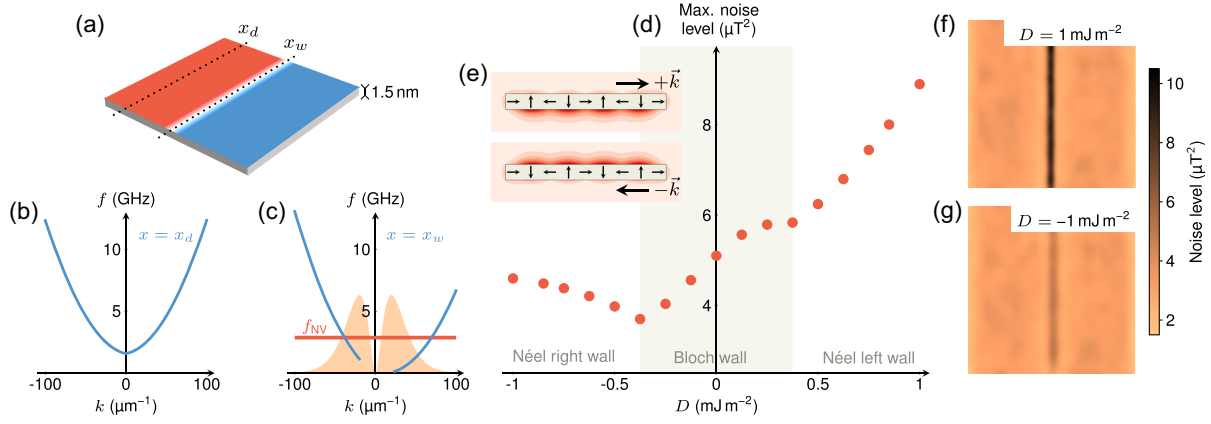 (a)
x_d
x_w
1.5 nm
(b)
f (GHz)
x = x_d
10
5
-100
0
100
k (μm⁻¹)
(c)
f (GHz)
x = x_w
10
5
f_NV
-100
0
100
k (μm⁻¹)
(d)
Max. noise
level (μT²)
8
6
4
Néel right wall
Bloch wall
Néel left wall
-1
-0.5
0
0.5
1
D (mJ m⁻²)
(e)
+k⃗
−k⃗
(f)
D = 1 mJ m⁻²
(g)
D = -1 mJ m⁻²
10
8
6
4
2
Noise level (μT²)